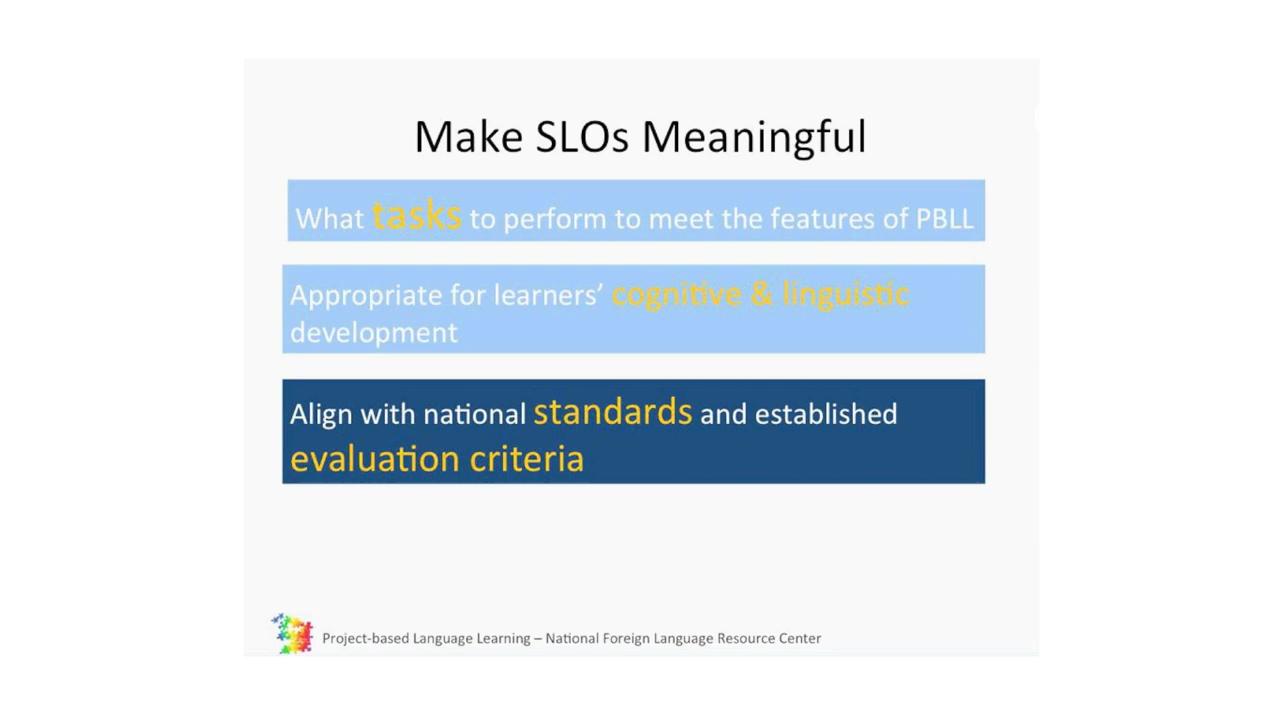 Make SLOs Meaningful
What tasks to perform to meet the features of PBLL
Appropriate for learners’ cognitive & linguistic
development
Align with national standards and established
evaluation criteria
Project-based Language Learning – National Foreign Language Resource Center